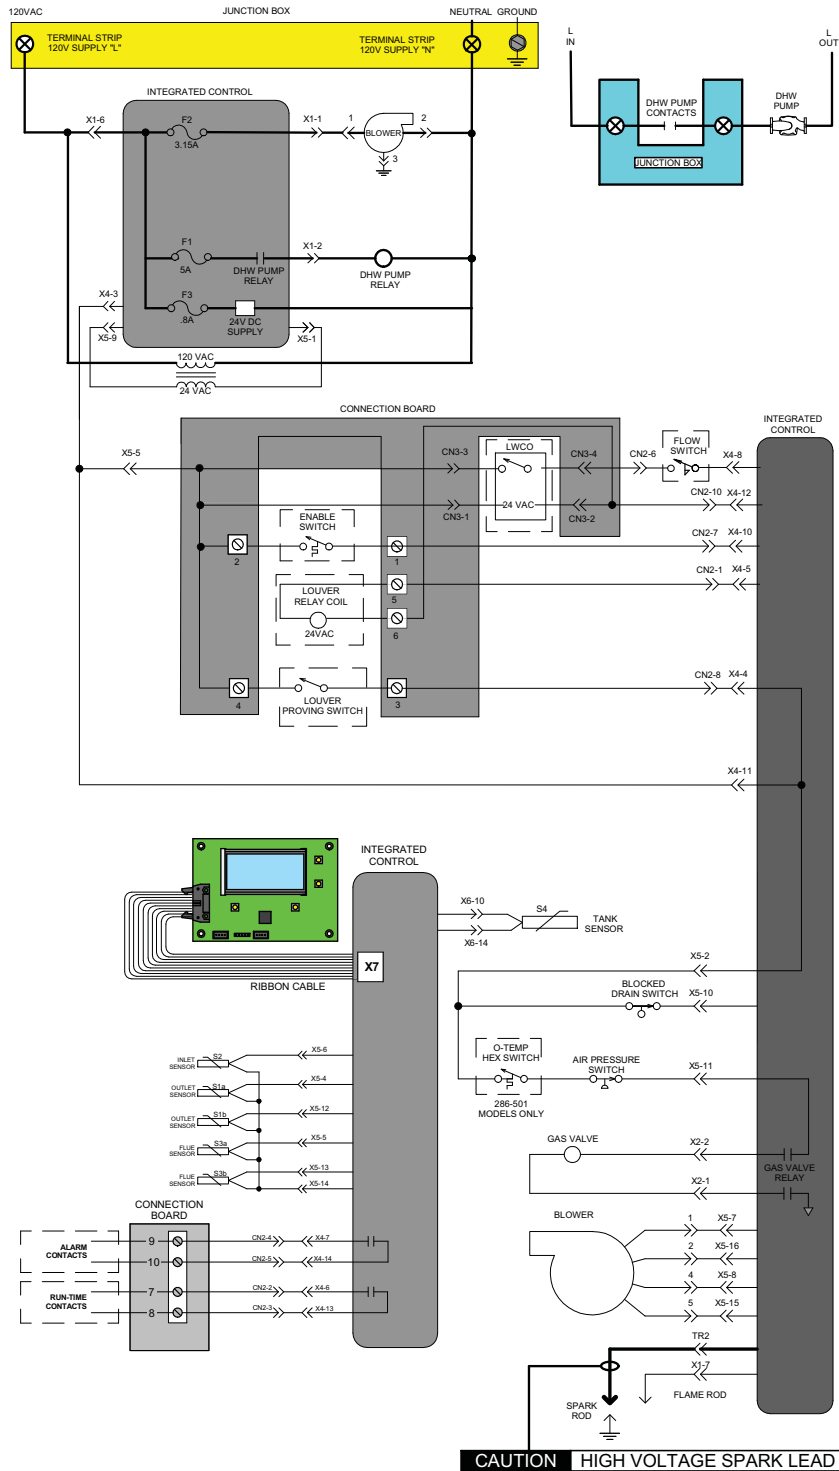 120VAC
JUNCTION BOX
NEUTRAL
GROUND
TERMINAL STRIP
120V SUPPLY "L"
TERMINAL STRIP
120V SUPPLY "N"
L
IN
L
OUT
DHW PUMP
CONTACTS
DHW
PUMP
JUNCTION BOX
INTEGRATED CONTROL
X1-6
F2
3.15A
X1-1
1
BLOWER
2
3
F1
5A
DHW PUMP
RELAY
X1-2
DHW PUMP
RELAY
X4-3
F3
.8A
24V DC
SUPPLY
X5-9
X5-1
120 VAC
24 VAC
CONNECTION BOARD
INTEGRATED
CONTROL
X5-5
CN3-3
LWCO
CN3-4
CN2-6
FLOW
SWITCH
X4-8
CN3-1
24 VAC
CN3-2
CN2-10
X4-12
ENABLE
SWITCH
2
1
CN2-7
X4-10
LOUVER
RELAY COIL
24VAC
5
6
CN2-1
X4-5
4
LOUVER
PROVING SWITCH
3
CN2-8
X4-4
X4-11
INTEGRATED
CONTROL
X7
RIBBON CABLE
X6-10
X6-14
S4
TANK
SENSOR
X5-2
BLOCKED
DRAIN SWITCH
X5-10
O-TEMP
HEX SWITCH
286-501
MODELS ONLY
AIR PRESSURE
SWITCH
X5-11
INLET
SENSOR
S2
X5-6
OUTLET
SENSOR
S1a
X5-4
OUTLET
SENSOR
S1b
X5-12
FLUE
SENSOR
S3a
X5-5
FLUE
SENSOR
S3b
X5-13
X5-14
GAS VALVE
X2-2
X2-1
GAS VALVE
RELAY
CONNECTION
BOARD
ALARM
CONTACTS
9
CN2-4
X4-7
10
CN2-5
X4-14
RUN-TIME
CONTACTS
7
CN2-2
X4-6
8
CN2-3
X4-13
BLOWER
1
X5-7
2
X5-16
4
X5-8
5
X5-15
TR2
X1-7
SPARK
ROD
FLAME ROD
CAUTION
HIGH VOLTAGE SPARK LEAD